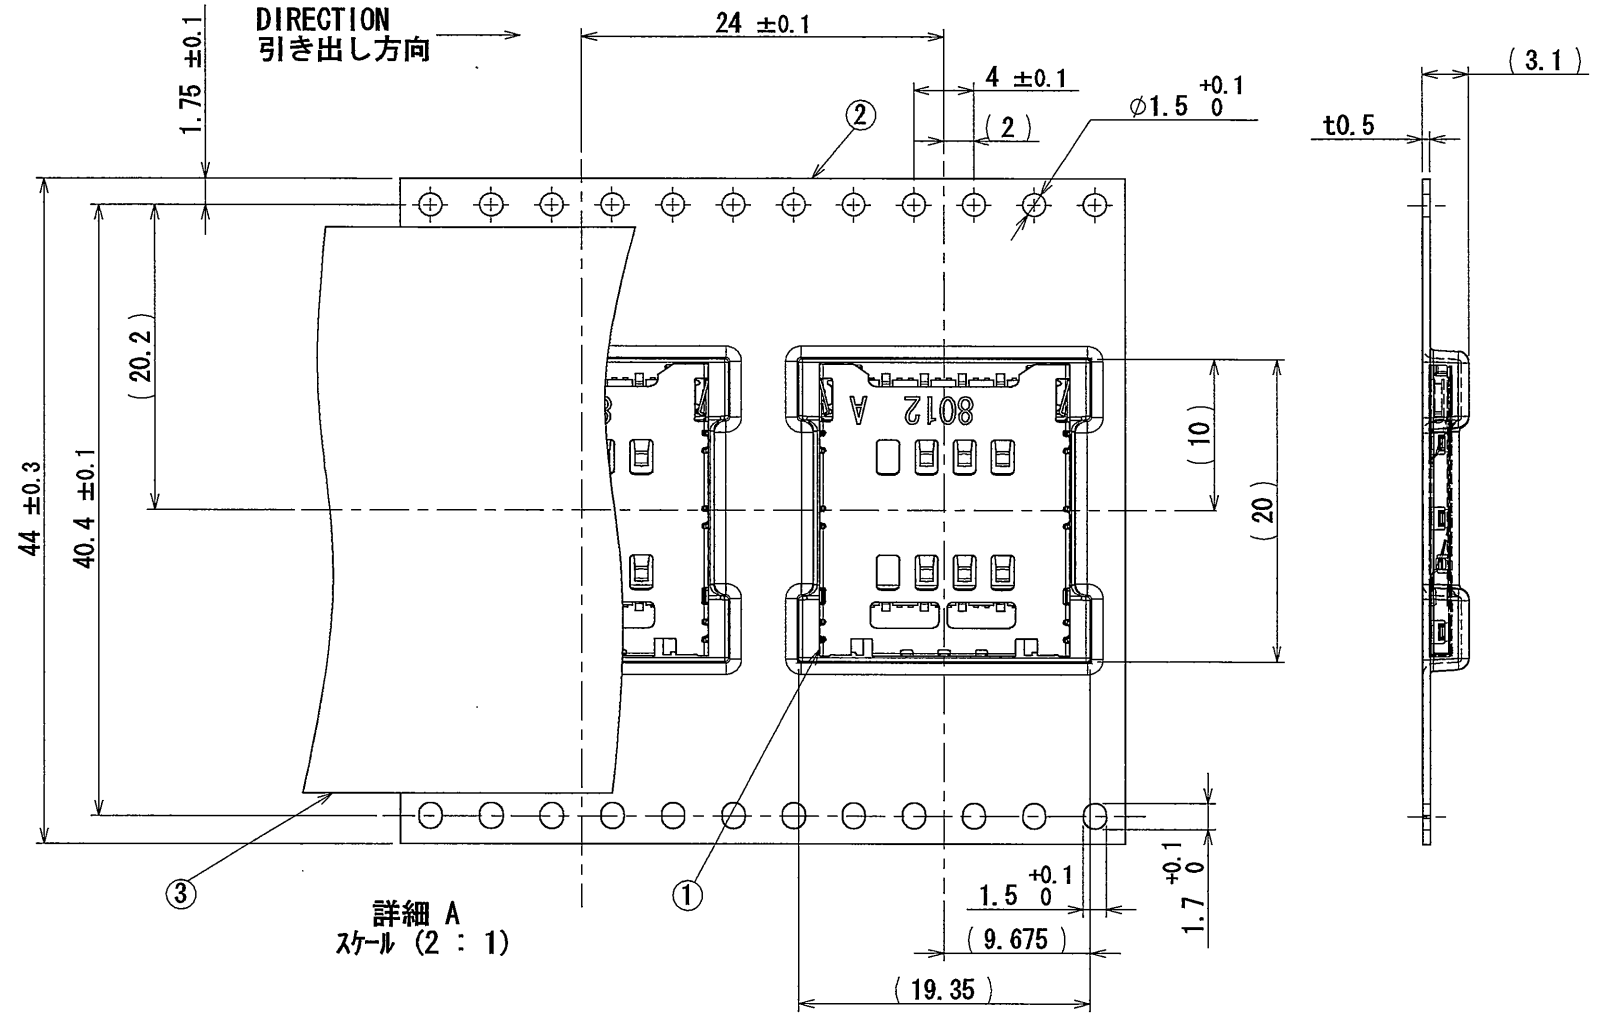 DIRECTION
引き出し方向
24 ±0.1
4 ±0.1
(2)
⌀1.5 +0.1 0
(3.1)
t0.5
1.75 ±0.1
②
(20.2)
40.4 ±0.1
44 ±0.3
A 8012
8
(10)
(20)
③
①
詳細 A
スケール (2 : 1)
1.5 +0.1 0
1.7 +0.1 0
(9.675)
(19.35)